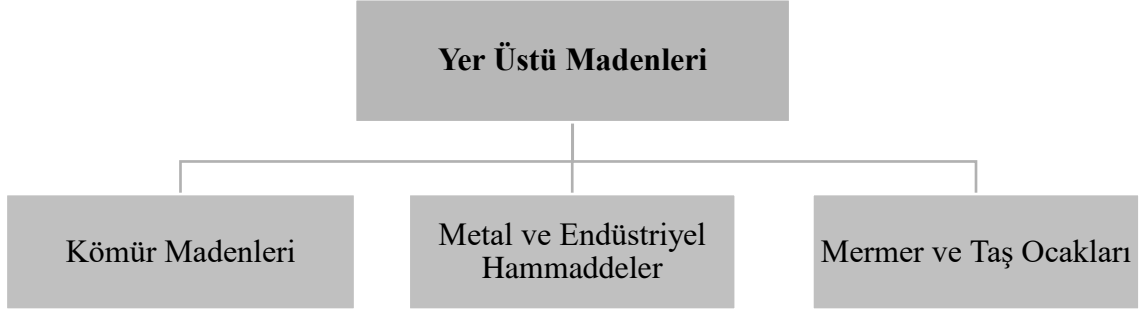 Yer Üstü Madenleri
Kömür Madenleri
Metal ve Endüstriyel
Hammaddeler
Mermer ve Taş Ocakları